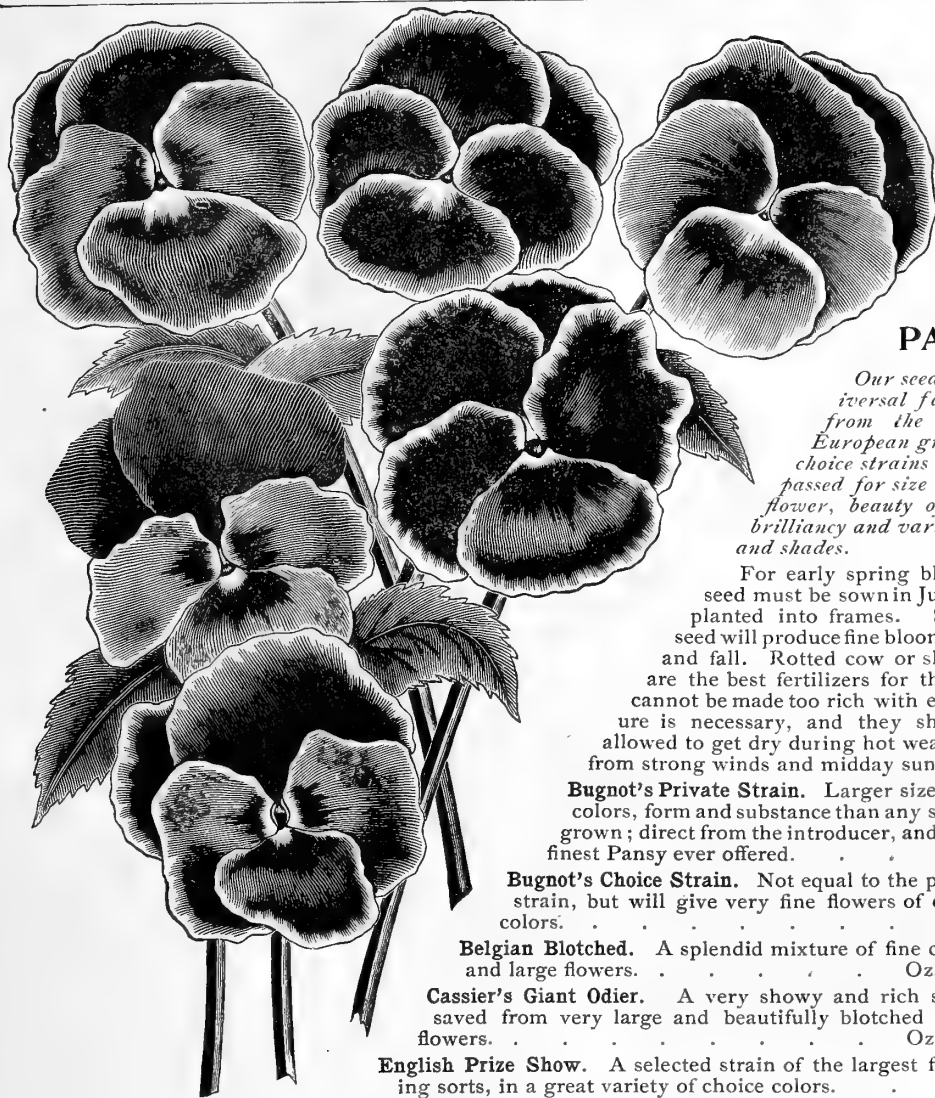 PA
Our seed
iversal fa
from the
European gr
choice strains
passed for size
flower, beauty o
brilliancy and vari
and shades.
For early spring bl
seed must be sown in Ju
planted into frames. S
seed will produce fine bloom
and fall. Rotted cow or sh
are the best fertilizers for th
cannot be made too rich with e
ure is necessary, and they sh
allowed to get dry during hot wea
from strong winds and midday sun
Bugnot's Private Strain. Larger size
colors, form and substance than any s
grown; direct from the introducer, and
finest Pansy ever offered. . .
Bugnot's Choice Strain. Not equal to the p
strain, but will give very fine flowers of
colors. . . . . . .
Belgian Blotched. A splendid mixture of fine c
and large flowers. . . . . . Oz
Cassier's Giant Odier. A very showy and rich s
saved from very large and beautifully blotched
flowers. . . . . . . . Oz
English Prize Show. A selected strain of the largest f
ing sorts, in a great variety of choice colors. .